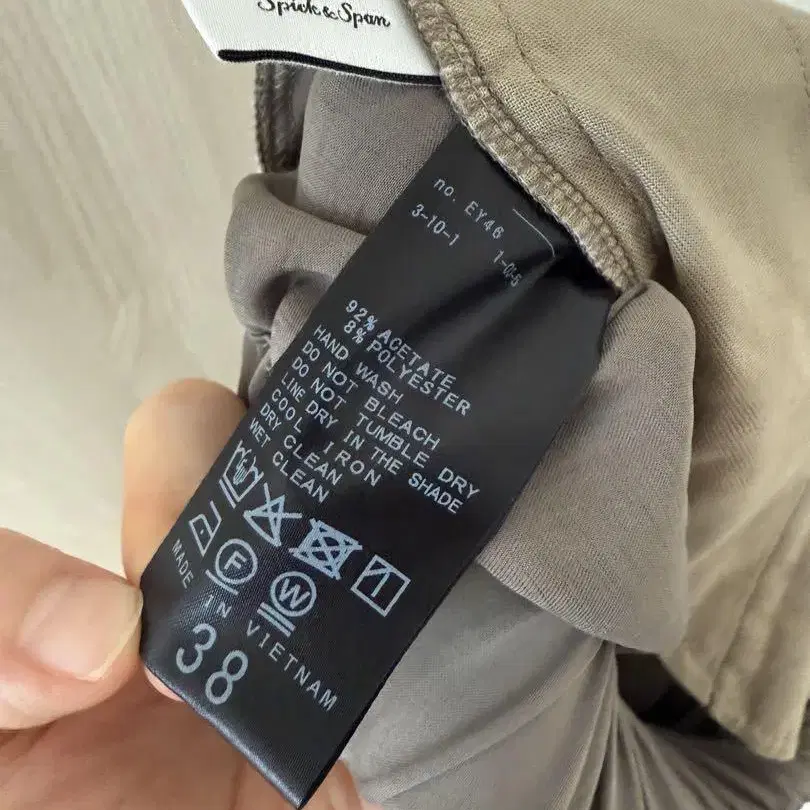 Spick & Span
no. EY46
3-10-1
92% ACETATE
8% POLYESTER
HAND WASH
DO NOT BLEACH
DO NOT TUMBLE DRY
LINE DRY IN THE SHADE
COOL IRON
DRY CLEAN
WET CLEAN
F
W
MADE IN VIETNAM
38